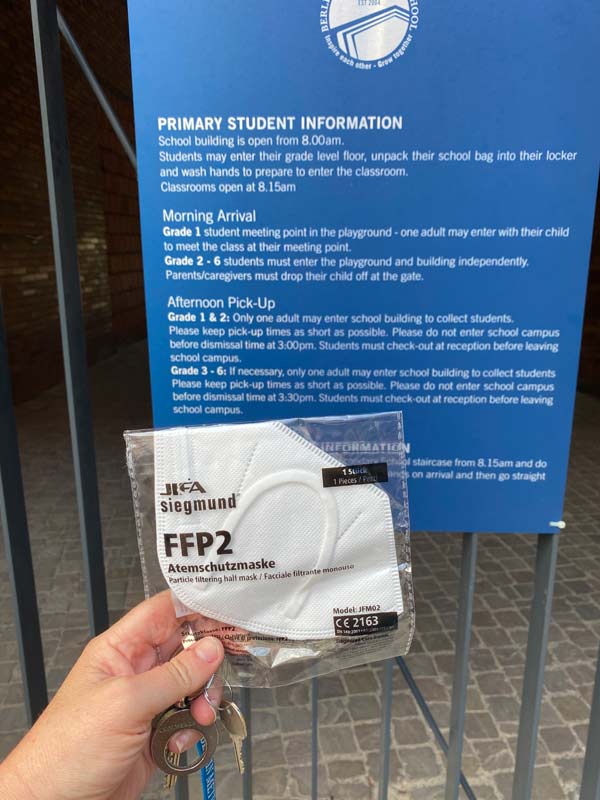 EST 2004
Inspire each other - Grow together
PRIMARY STUDENT INFORMATION
School building is open from 8.00am.
Students may enter their grade level floor, unpack their school bag into their locker
and wash hands to prepare to enter the classroom.
Classrooms open at 8.15am
Morning Arrival
Grade 1 student meeting point in the playground - one adult may enter with their child
to meet the class at their meeting point.
Grade 2 - 6 students must enter the playground and building independently.
Parents/caregivers must drop their child off at the gate.
Afternoon Pick-Up
Grade 1 & 2: Only one adult may enter school building to collect students.
Please keep pick-up times as short as possible. Please do not enter school campus
before dismissal time at 3:00pm. Students must check-out at reception before leaving
school campus.
Grade 3 - 6: If necessary, only one adult may enter school building to collect students
Please keep pick-up times as short as possible. Please do not enter school campus
before dismissal time at 3:30pm. Students must check-out at reception before leaving
school campus.
INFORMATION
staircase from 8.15am and do
on arrival and then go straight
1 Stück
1 Pieces /
JIFA
siegmund
FFP2
Atemschutzmaske
Particle filtering half mask / Facciale filtrante monouso
Model: JFM02
CE 2163
FFP2